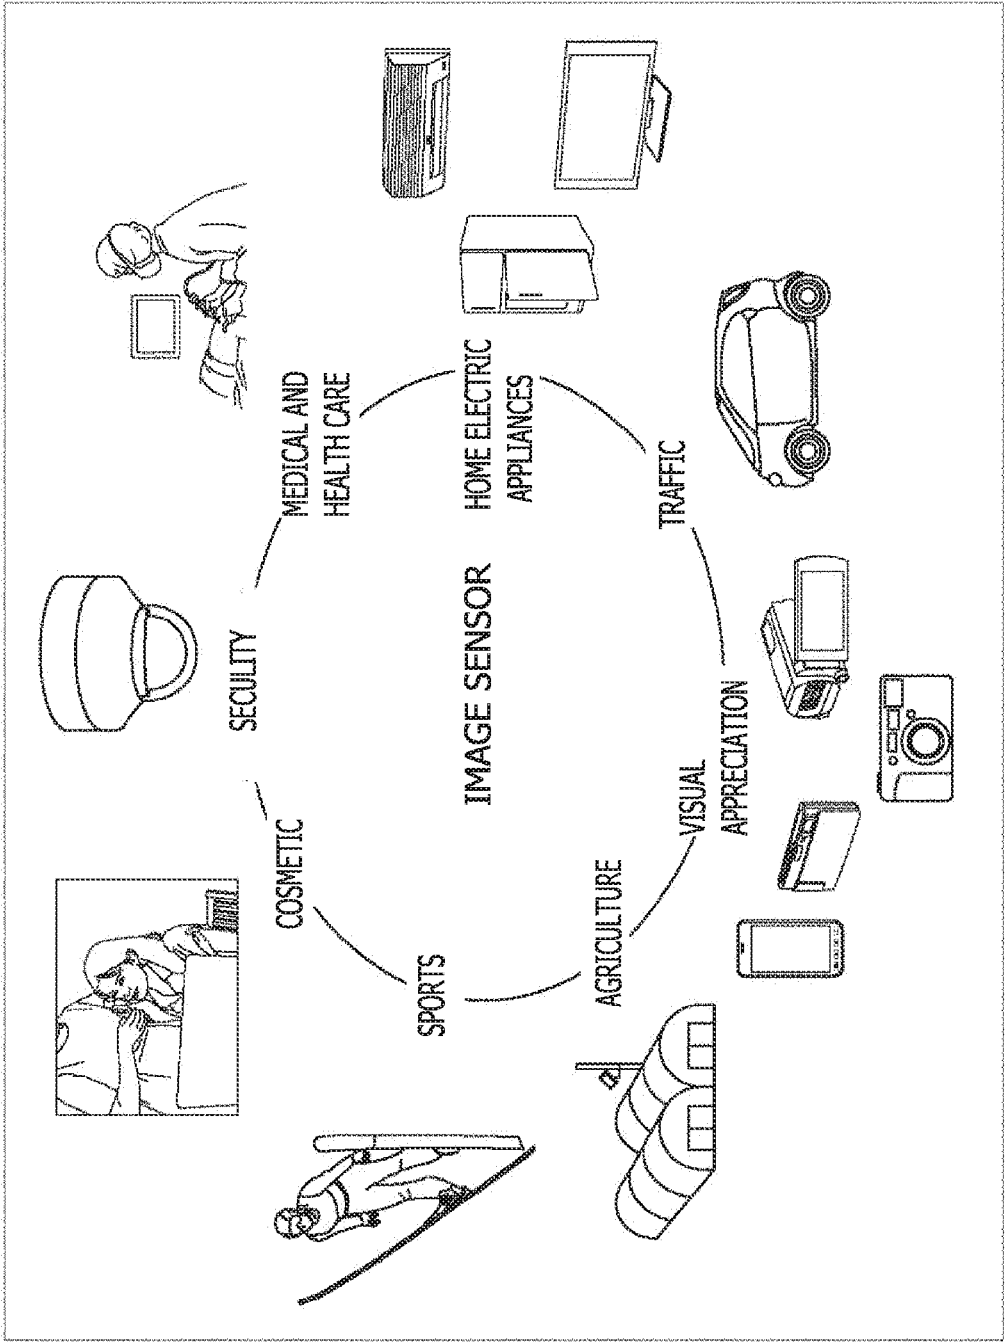 SECULITY
MEDICAL AND
HEALTH CARE
HOME ELECTRIC
APPLIANCES
TRAFFIC
VISUAL
APPRECIATION
AGRICULTURE
SPORTS
COSMETIC
IMAGE SENSOR